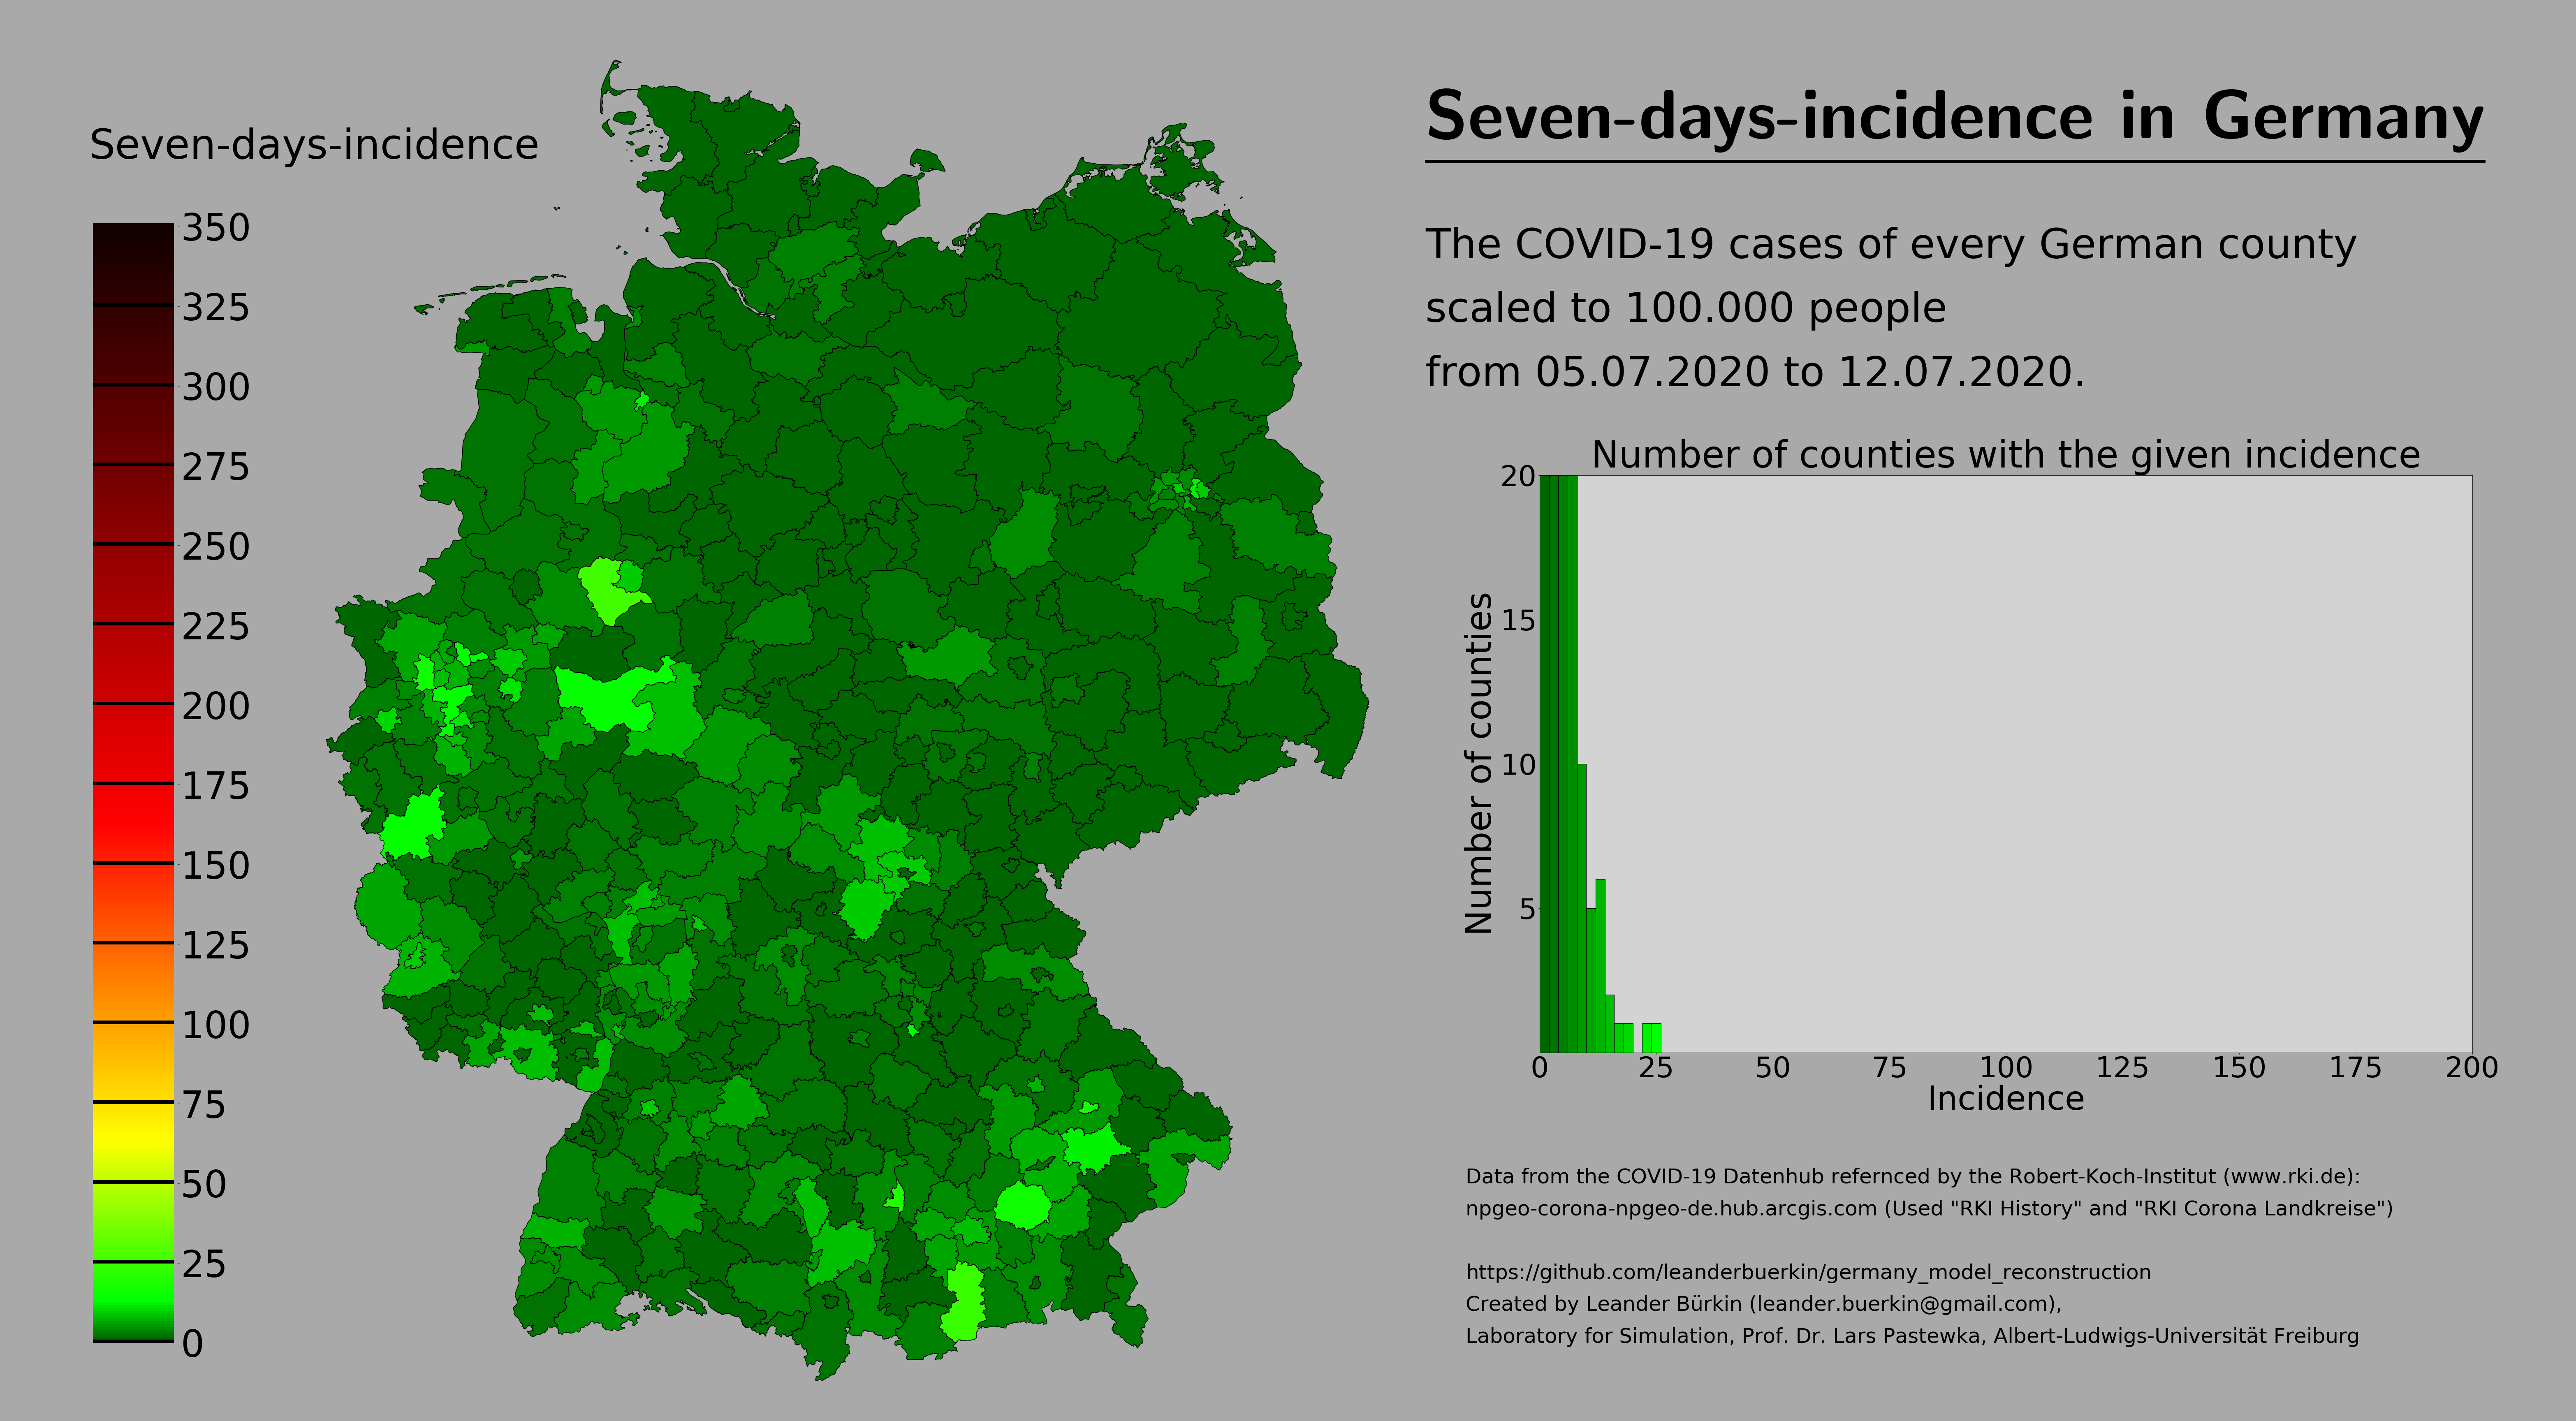 Seven-days-incidence in Germany
Seven-days-incidence
350
325
300
275
250
225
200
175
150
125
100
75
50
25
0
The COVID-19 cases of every German county
scaled to 100.000 people
from 05.07.2020 to 12.07.2020.
Number of counties with the given incidence
20
15
10
5
Number of counties
0 25 50 75 100 125 150 175 200
Incidence
Data from the COVID-19 Datenhub refernced by the Robert-Koch-Institut (www.rki.de):
npgeo-corona-npgeo-de.hub.arcgis.com (Used "RKI History" and "RKI Corona Landkreise")
https://github.com/leanderbuerkin/germany_model_reconstruction
Created by Leander Bürkin (leander.buerkin@gmail.com),
Laboratory for Simulation, Prof. Dr. Lars Pastewka, Albert-Ludwigs-Universität Freiburg